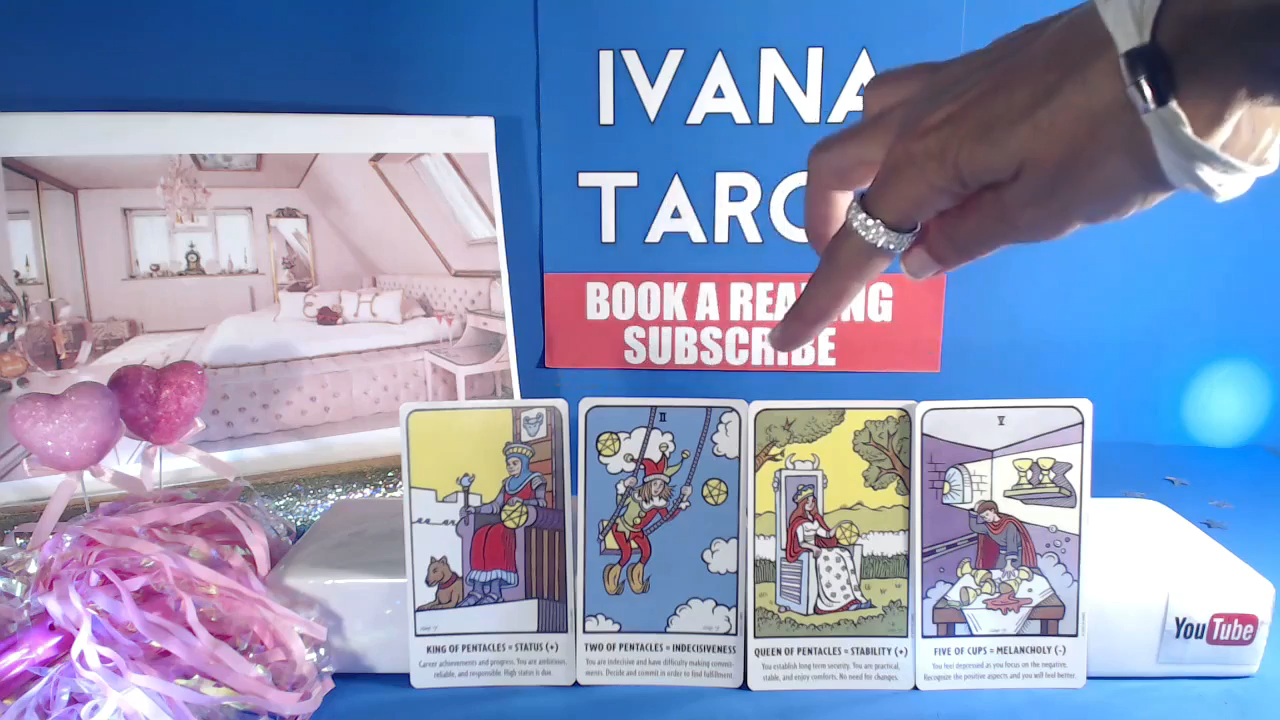 IVANA
TARO
BOOK A READING
SUBSCRIBE
II
V
KING OF PENTACLES = STATUS (+)
Career achievements and progress. You are ambitious,
reliable, and responsible. High status is due.
TWO OF PENTACLES = INDECISIVENESS
You are indecisive and have difficulty making commit-
ments. Decide and commit in order to find fulfillment.
QUEEN OF PENTACLES = STABILITY (+)
You establish long term security. You are practical,
stable, and enjoy comforts. No need for changes.
FIVE OF CUPS = MELANCHOLY (-)
You feel depressed as you focus on the negative.
Recognize the positive aspects and you will feel better.
YouTube